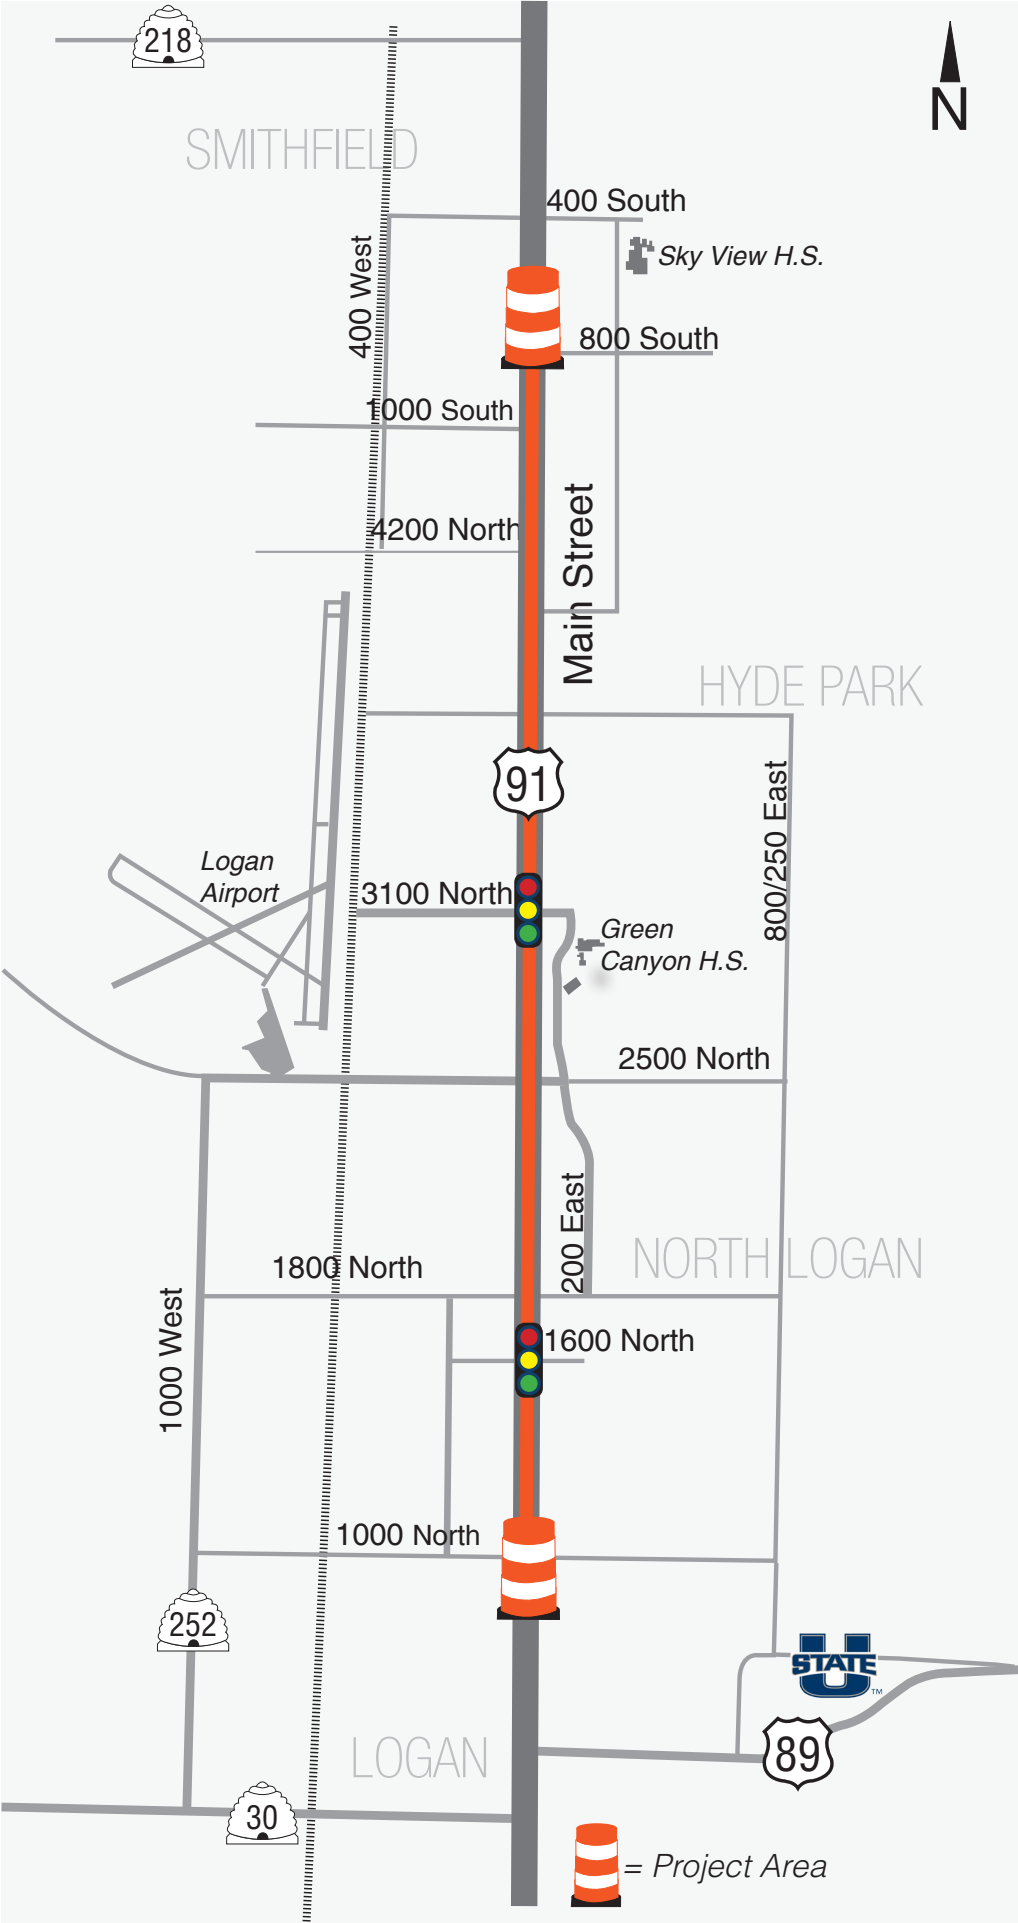 218
N
SMITHFIELD
400 South
Sky View H.S.
400 West
800 South
1000 South
4200 North
Main Street
HYDE PARK
91
800/250 East
Logan
Airport
3100 North
Green
Canyon H.S.
2500 North
200 East
NORTH LOGAN
1800 North
1000 West
1600 North
1000 North
252
U
STATE
TM
LOGAN
89
30
= Project Area